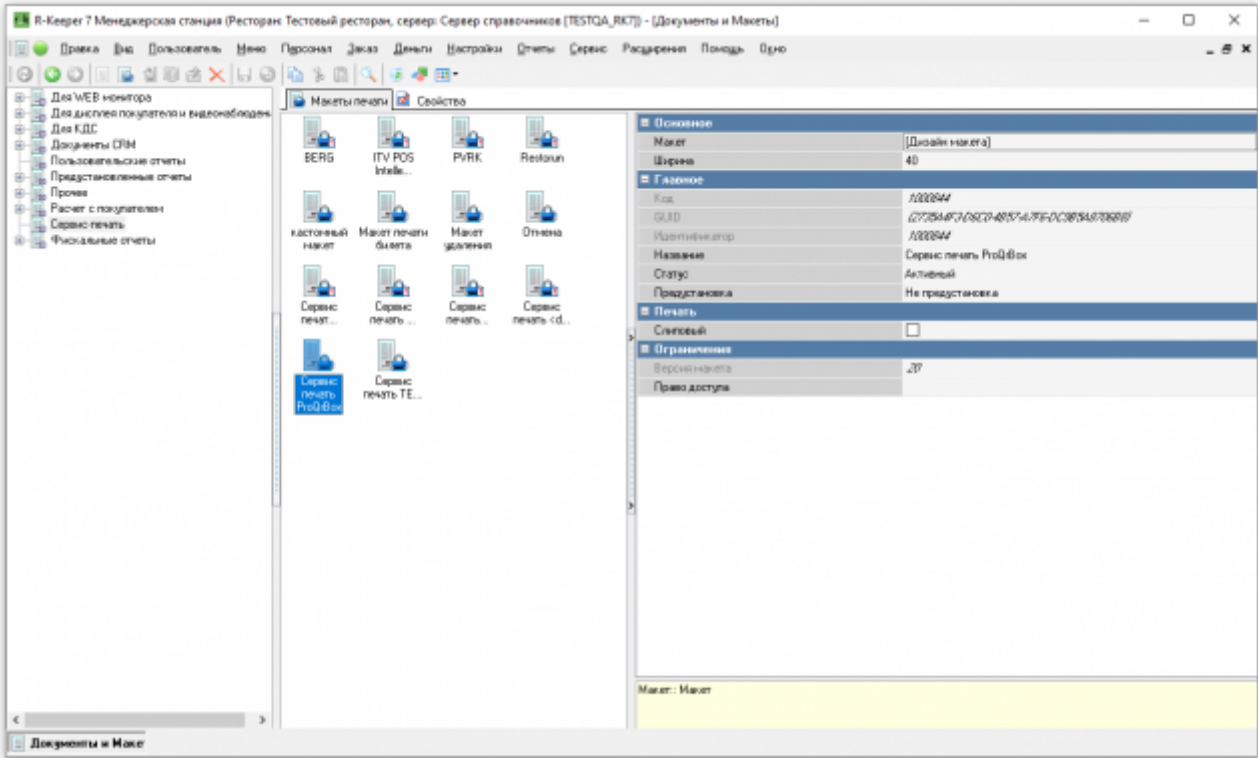 R-Keeper 7 Менеджерская станция (Ресторан: Тестовый ресторан, сервер: Сервер справочников [TESTQA_RK7]) - [Документы и Макеты]
Правка Вид Пользователь Меню Персонал Заказ Деньги Настройки Отчеты Сервис Расширения Помощь Окно
Для WEB монитора
Для дисплея покупателя и видеонаблюден
Для КДС
Документы CRM
Пользовательские отчеты
Предустановленные отчеты
Прочее
Расчет с покупателем
Сервис-печать
Фискальные отчеты
Макеты печати Свойства
BERG ITV POS Intelle... PVRK Restorun
кастомный макет Макет печати билета Макет удаления Отмена
Сервис печат... Сервис печать ... Сервис печать... Сервис печать <d...
Сервис печать ProQrBox Сервис печать TE...
Основное
Макет [Дизайн макета]
Ширина 40
Главное
Код 1000844
GUID
Идентификатор 1000844
Название Сервис печать ProQrBox
Статус Активный
Предустановка Не предустановка
Печать
Слиповый
Ограничения
Версия макета 20
Право доступа
Макет:: Макет
Документы и Маке